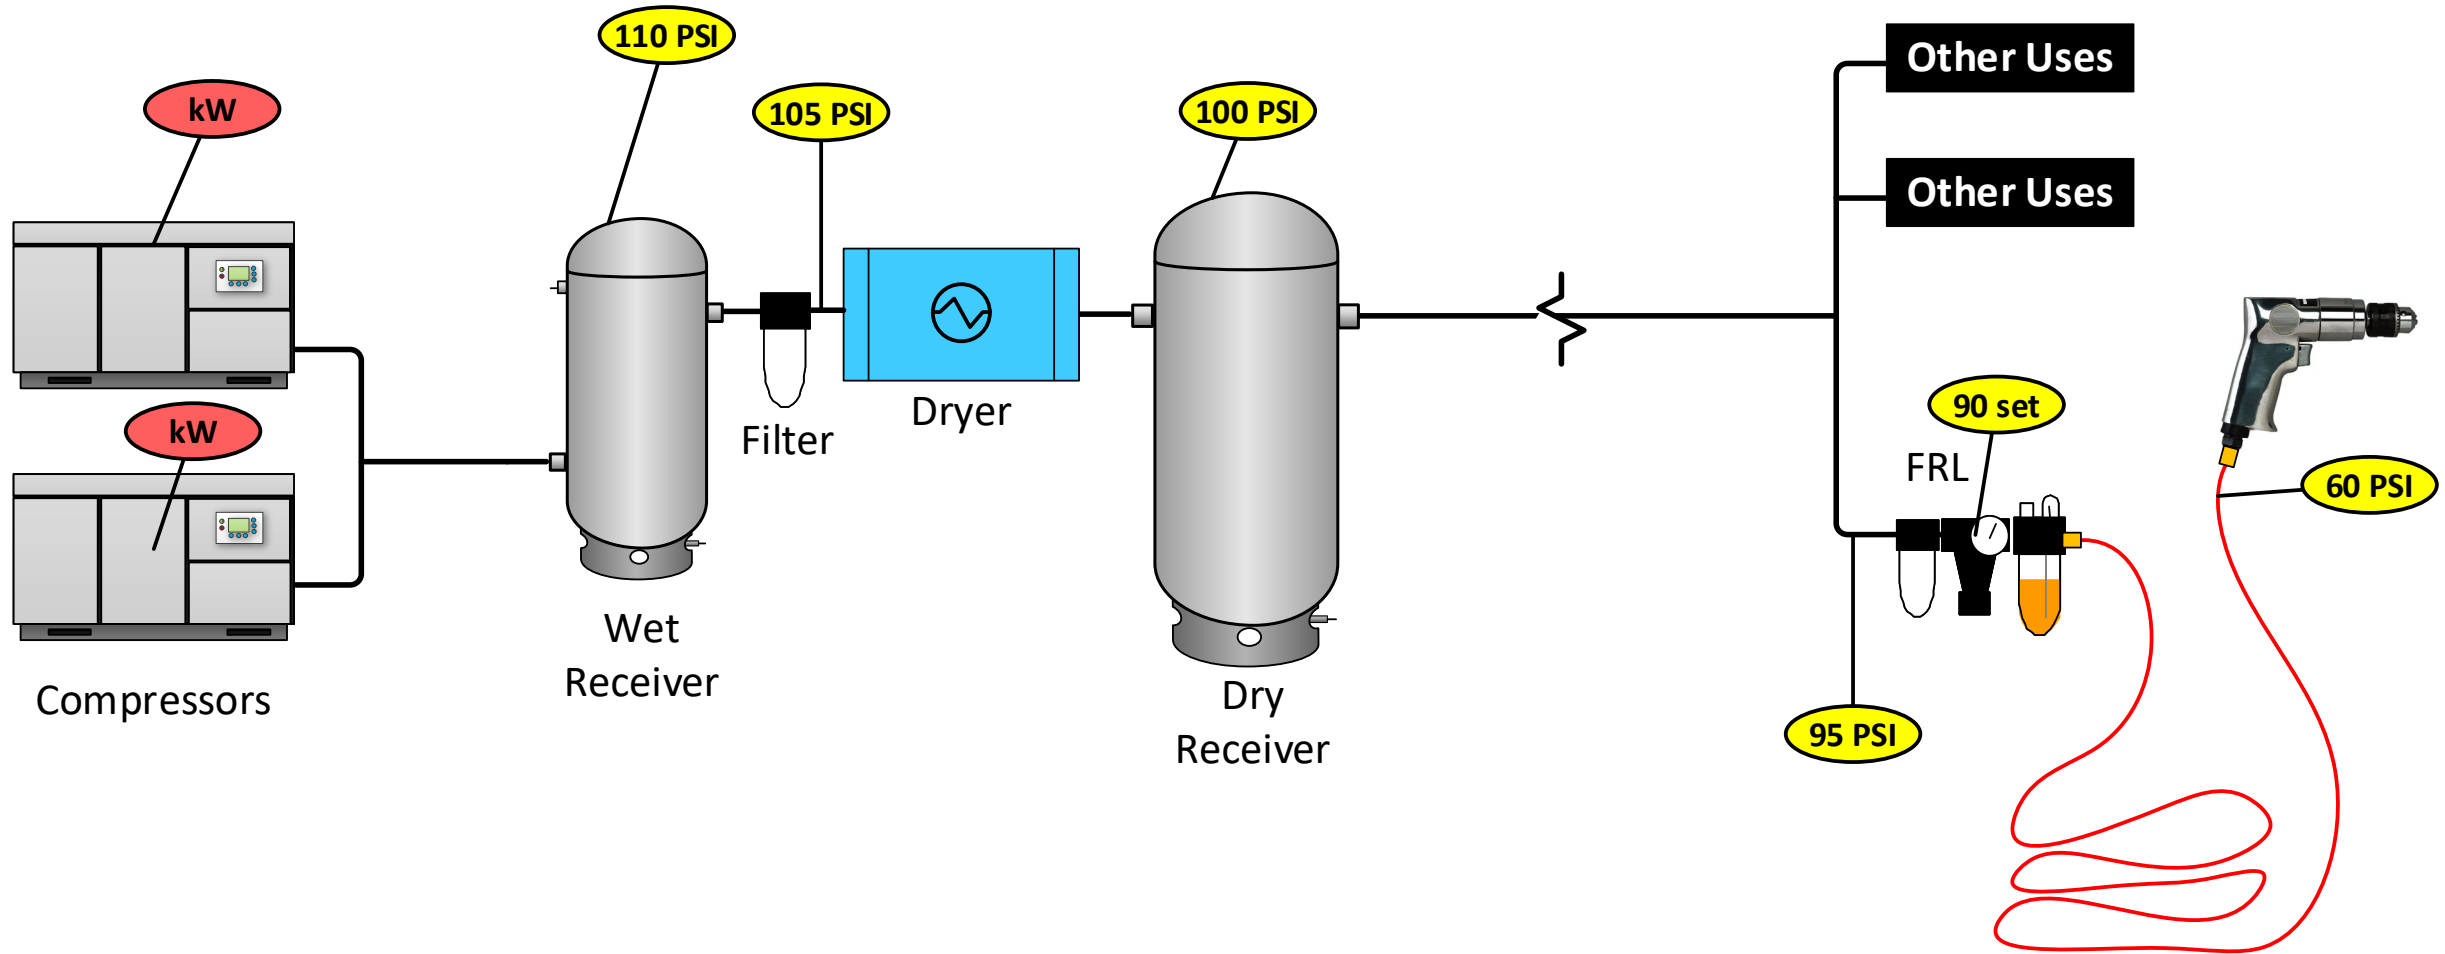 110 PSI
kW
105 PSI
100 PSI
Other Uses
Other Uses
kW
90 set
Filter
Dryer
FRL
60 PSI
Wet
Receiver
Compressors
Dry
Receiver
95 PSI